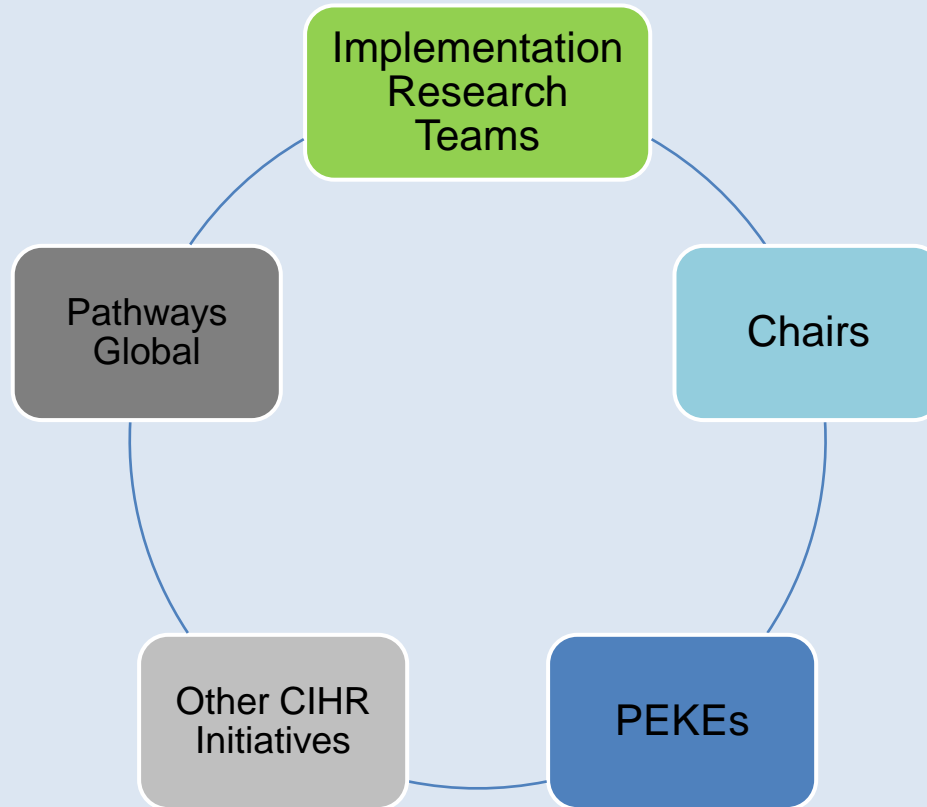 Implementation
Research
Teams
Pathways
Global
Chairs
Other CIHR
Initiatives
PEKEs